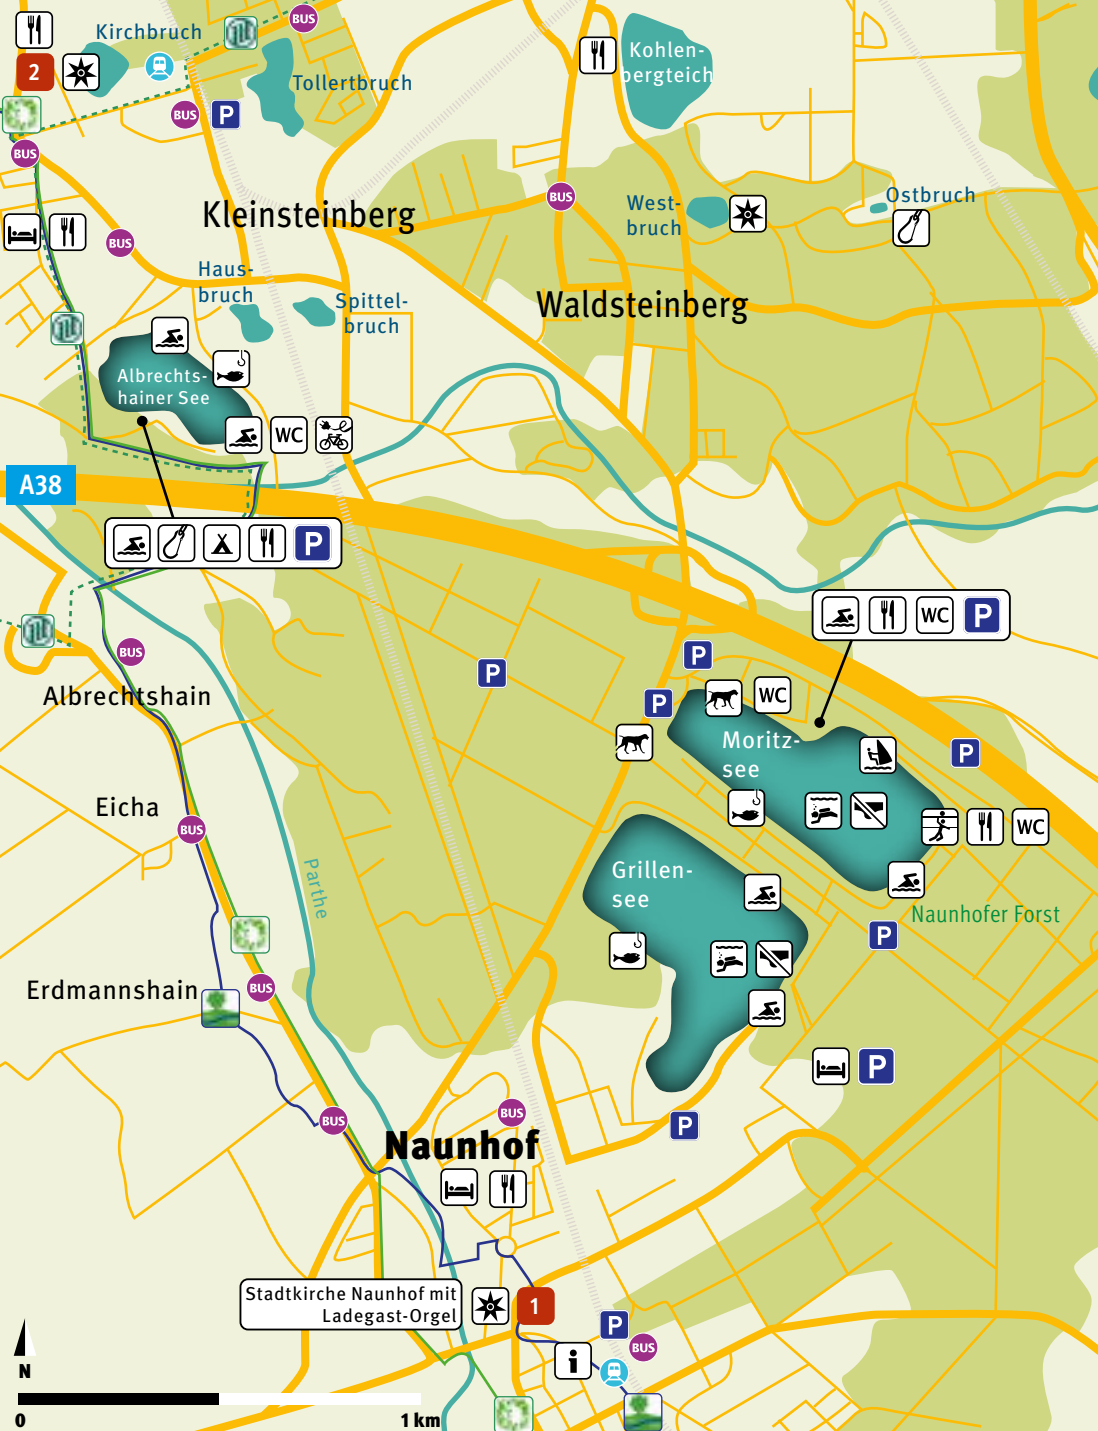 BUS
Kirchbruch
2
Tollertbruch
Kohlen-
bergteich
BUS
P
BUS
BUS
West-
bruch
Ostbruch
Kleinsteinberg
BUS
Haus-
bruch
Spittel-
bruch
Waldsteinberg
Albrechts-
hainer See
WC
A38
P
WC
P
BUS
P
P
P
WC
Albrechtshain
Moritz-
see
P
Eicha
BUS
WC
Parthe
Grillen-
see
Naunhofer Forst
P
Erdmannshain
BUS
P
BUS
BUS
P
Naunhof
Stadtkirche Naunhof mit
Ladegast-Orgel
1
P
BUS
i
N
0
1 km